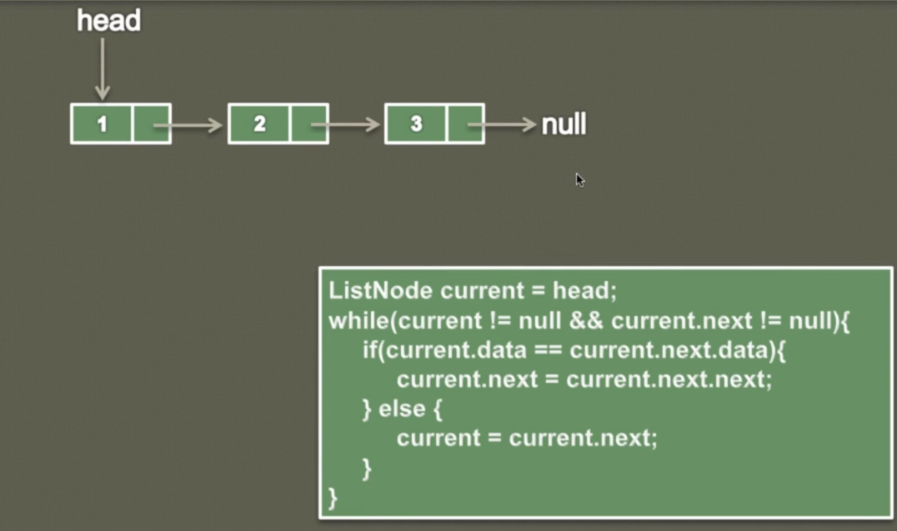 head
1 2 3 null
ListNode current = head;
while(current != null && current.next != null){
if(current.data == current.next.data){
current.next = current.next.next;
} else {
current = current.next;
}
}